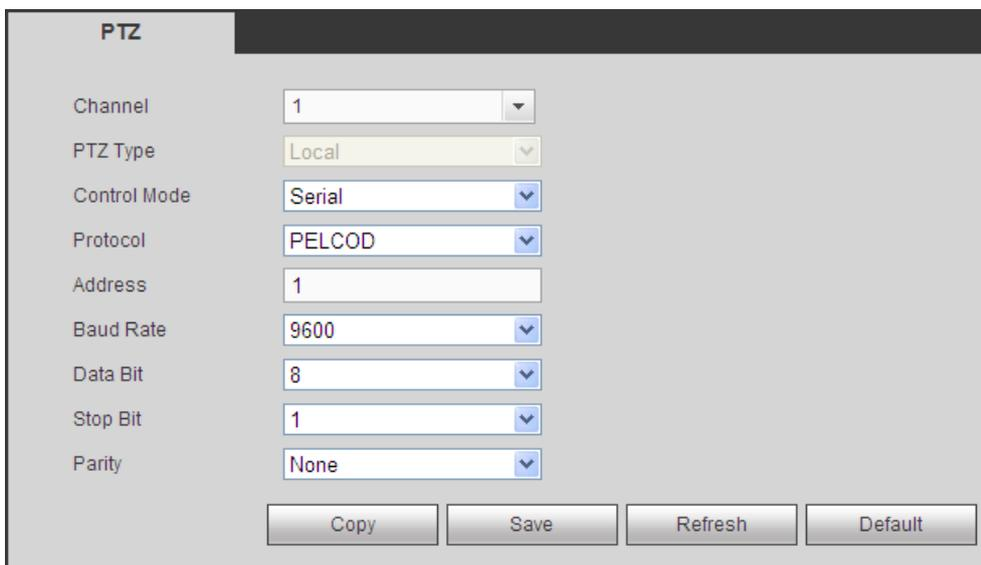 PTZ
Channel 1
PTZ Type Local
Control Mode Serial
Protocol PELCOD
Address 1
Baud Rate 9600
Data Bit 8
Stop Bit 1
Parity None
Copy Save Refresh Default